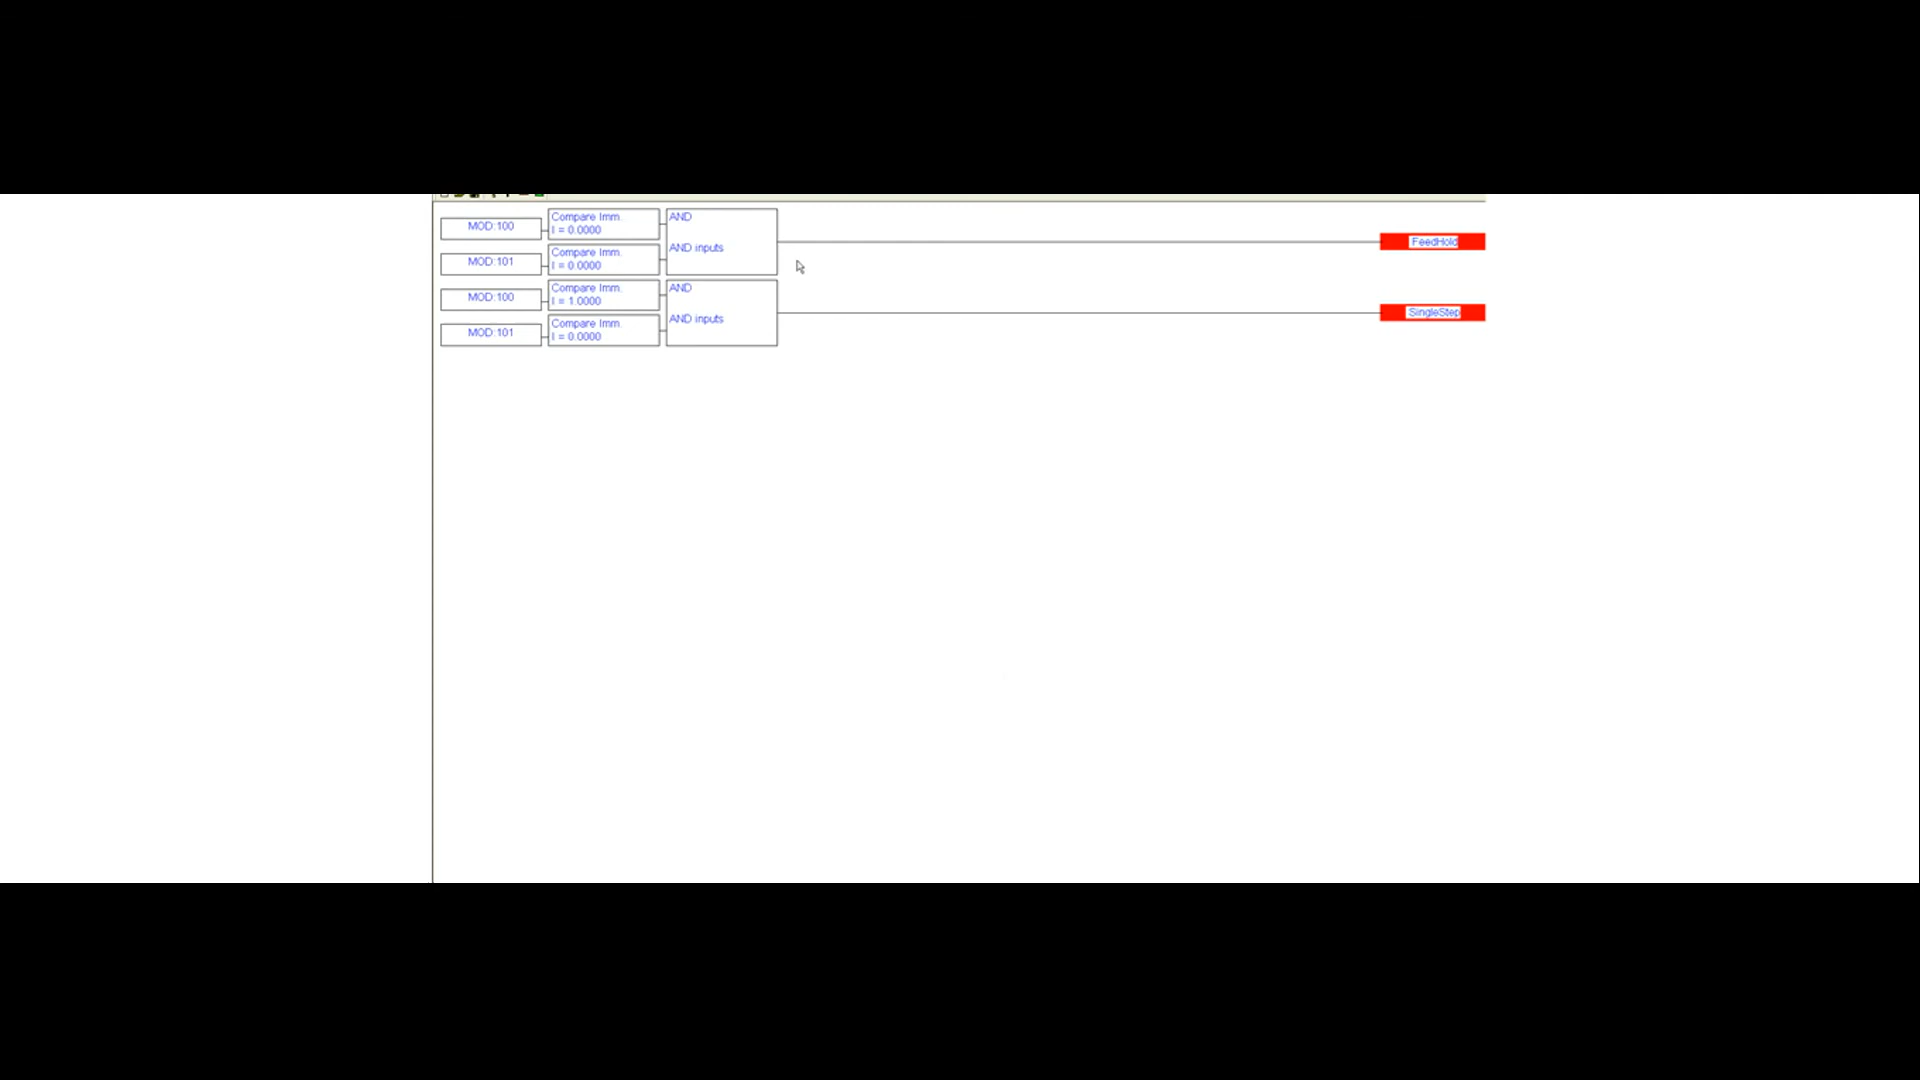 MOD:100
Compare Imm.
I = 0.0000
AND
AND inputs
FeedHold
MOD:101
Compare Imm.
I = 0.0000
MOD:100
Compare Imm.
I = 1.0000
AND
AND inputs
SingleStep
MOD:101
Compare Imm.
I = 0.0000